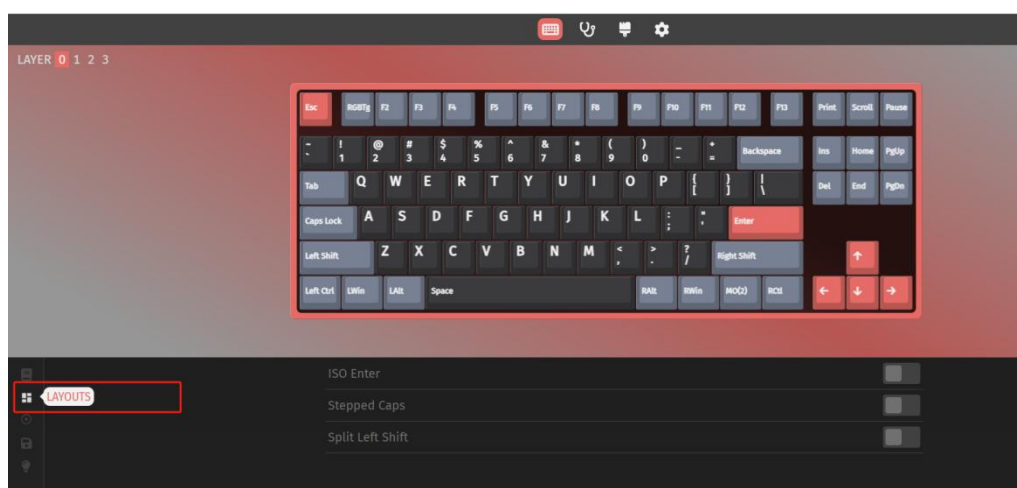 LAYER 0 1 2 3
Esc RGBTg F2 F3 F4 F5 F6 F7 F8 F9 F10 F11 F12 F13 Print Scroll Pause
~ ! @ # $ % ^ & * ( ) _ + Backspace Ins Home PgUp
` 1 2 3 4 5 6 7 8 9 0 - =
Tab Q W E R T Y U I O P { } | Del End PgDn
[ ] \
Caps Lock A S D F G H J K L : " Enter
; '
Left Shift Z X C V B N M < > ? Right Shift ↑
, . /
Left Ctrl LWin LAlt Space RAlt RWin MO(2) RCtl ← ↓ →
ISO Enter
LAYOUTS
Stepped Caps
Split Left Shift